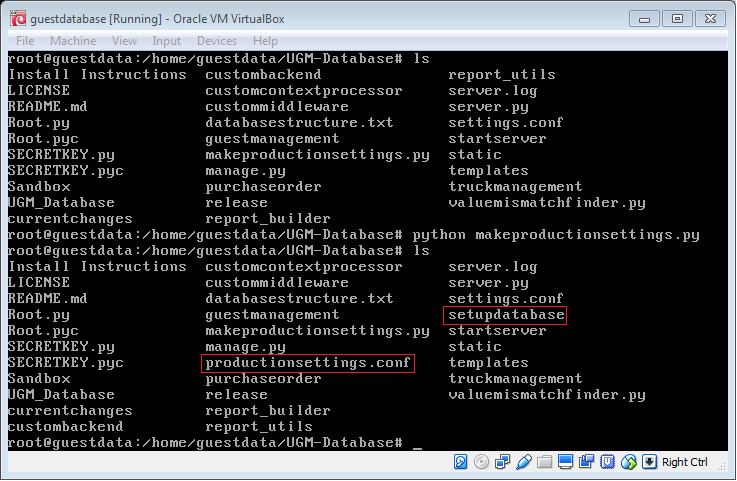 guestdatabase [Running] - Oracle VM VirtualBox
File Machine View Input Devices Help
root@guestdata:/home/guestdata/UGM-Database# ls
Install Instructions custombackend report_utils
LICENSE customcontextprocessor server.log
README.md custommiddleware server.py
Root.py databasestructure.txt settings.conf
Root.pyc guestmanagement startserver
SECRETKEY.py makeproductionsettings.py static
SECRETKEY.pyc manage.py templates
Sandbox purchaseorder truckmanagement
UGM_Database release valuemismatchfinder.py
currentchanges report_builder
root@guestdata:/home/guestdata/UGM-Database# python makeproductionsettings.py
root@guestdata:/home/guestdata/UGM-Database# ls
Install Instructions customcontextprocessor server.log
LICENSE custommiddleware server.py
README.md databasestructure.txt settings.conf
Root.py guestmanagement setupdatabase
Root.pyc makeproductionsettings.py startserver
SECRETKEY.py manage.py static
SECRETKEY.pyc productionsettings.conf templates
Sandbox purchaseorder truckmanagement
UGM_Database release valuemismatchfinder.py
currentchanges report_builder
custombackend report_utils
root@guestdata:/home/guestdata/UGM-Database# _
Right Ctrl